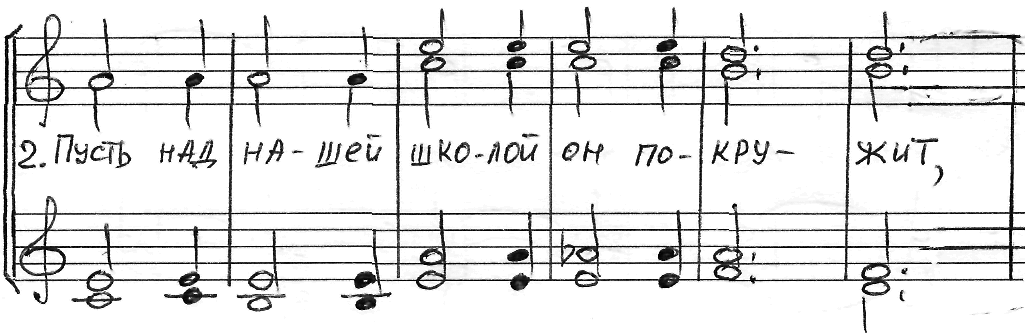 2. Пусть над на-шей шко-лой он по-кру-жит,